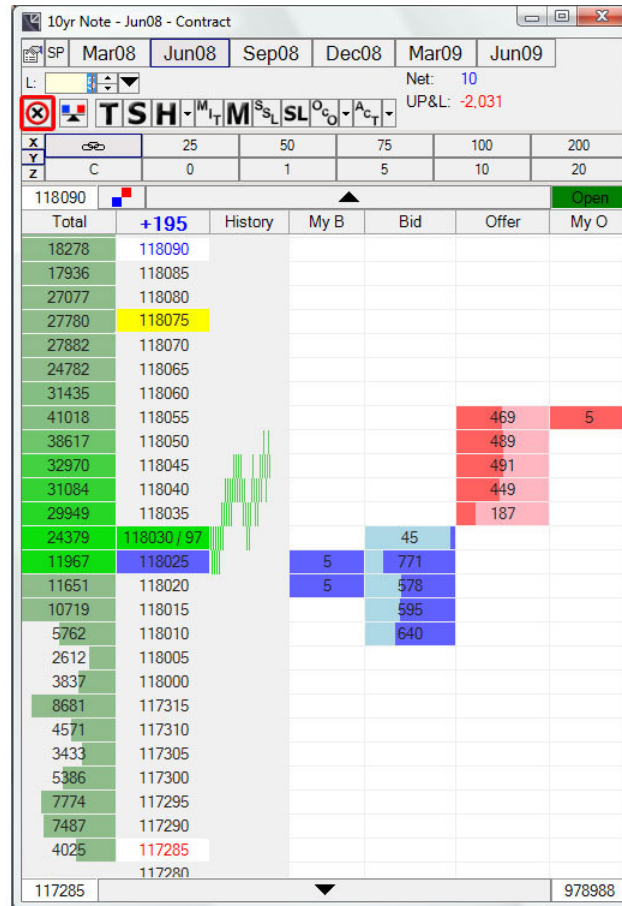 10yr Note - Jun08 - Contract
SP Mar08 Jun08 Sep08 Dec08 Mar09 Jun09
L: Net: 10
UP&L: -2,031
T S H MIT M SSL SL OCO ACT
X 25 50 75 100 200
Y
Z C 0 1 5 10 20
118090 Open
Total +195 History My B Bid Offer My O
18278 118090
17936 118085
27077 118080
27780 118075
27882 118070
24782 118065
31435 118060
41018 118055 469 5
38617 118050 489
32970 118045 491
31084 118040 449
29949 118035 187
24379 118030 / 97 45
11967 118025 5 771
11651 118020 5 578
10719 118015 595
5762 118010 640
2612 118005
3837 118000
8681 117315
4571 117310
3433 117305
5386 117300
7774 117295
7487 117290
4025 117285
117280
117285 978988